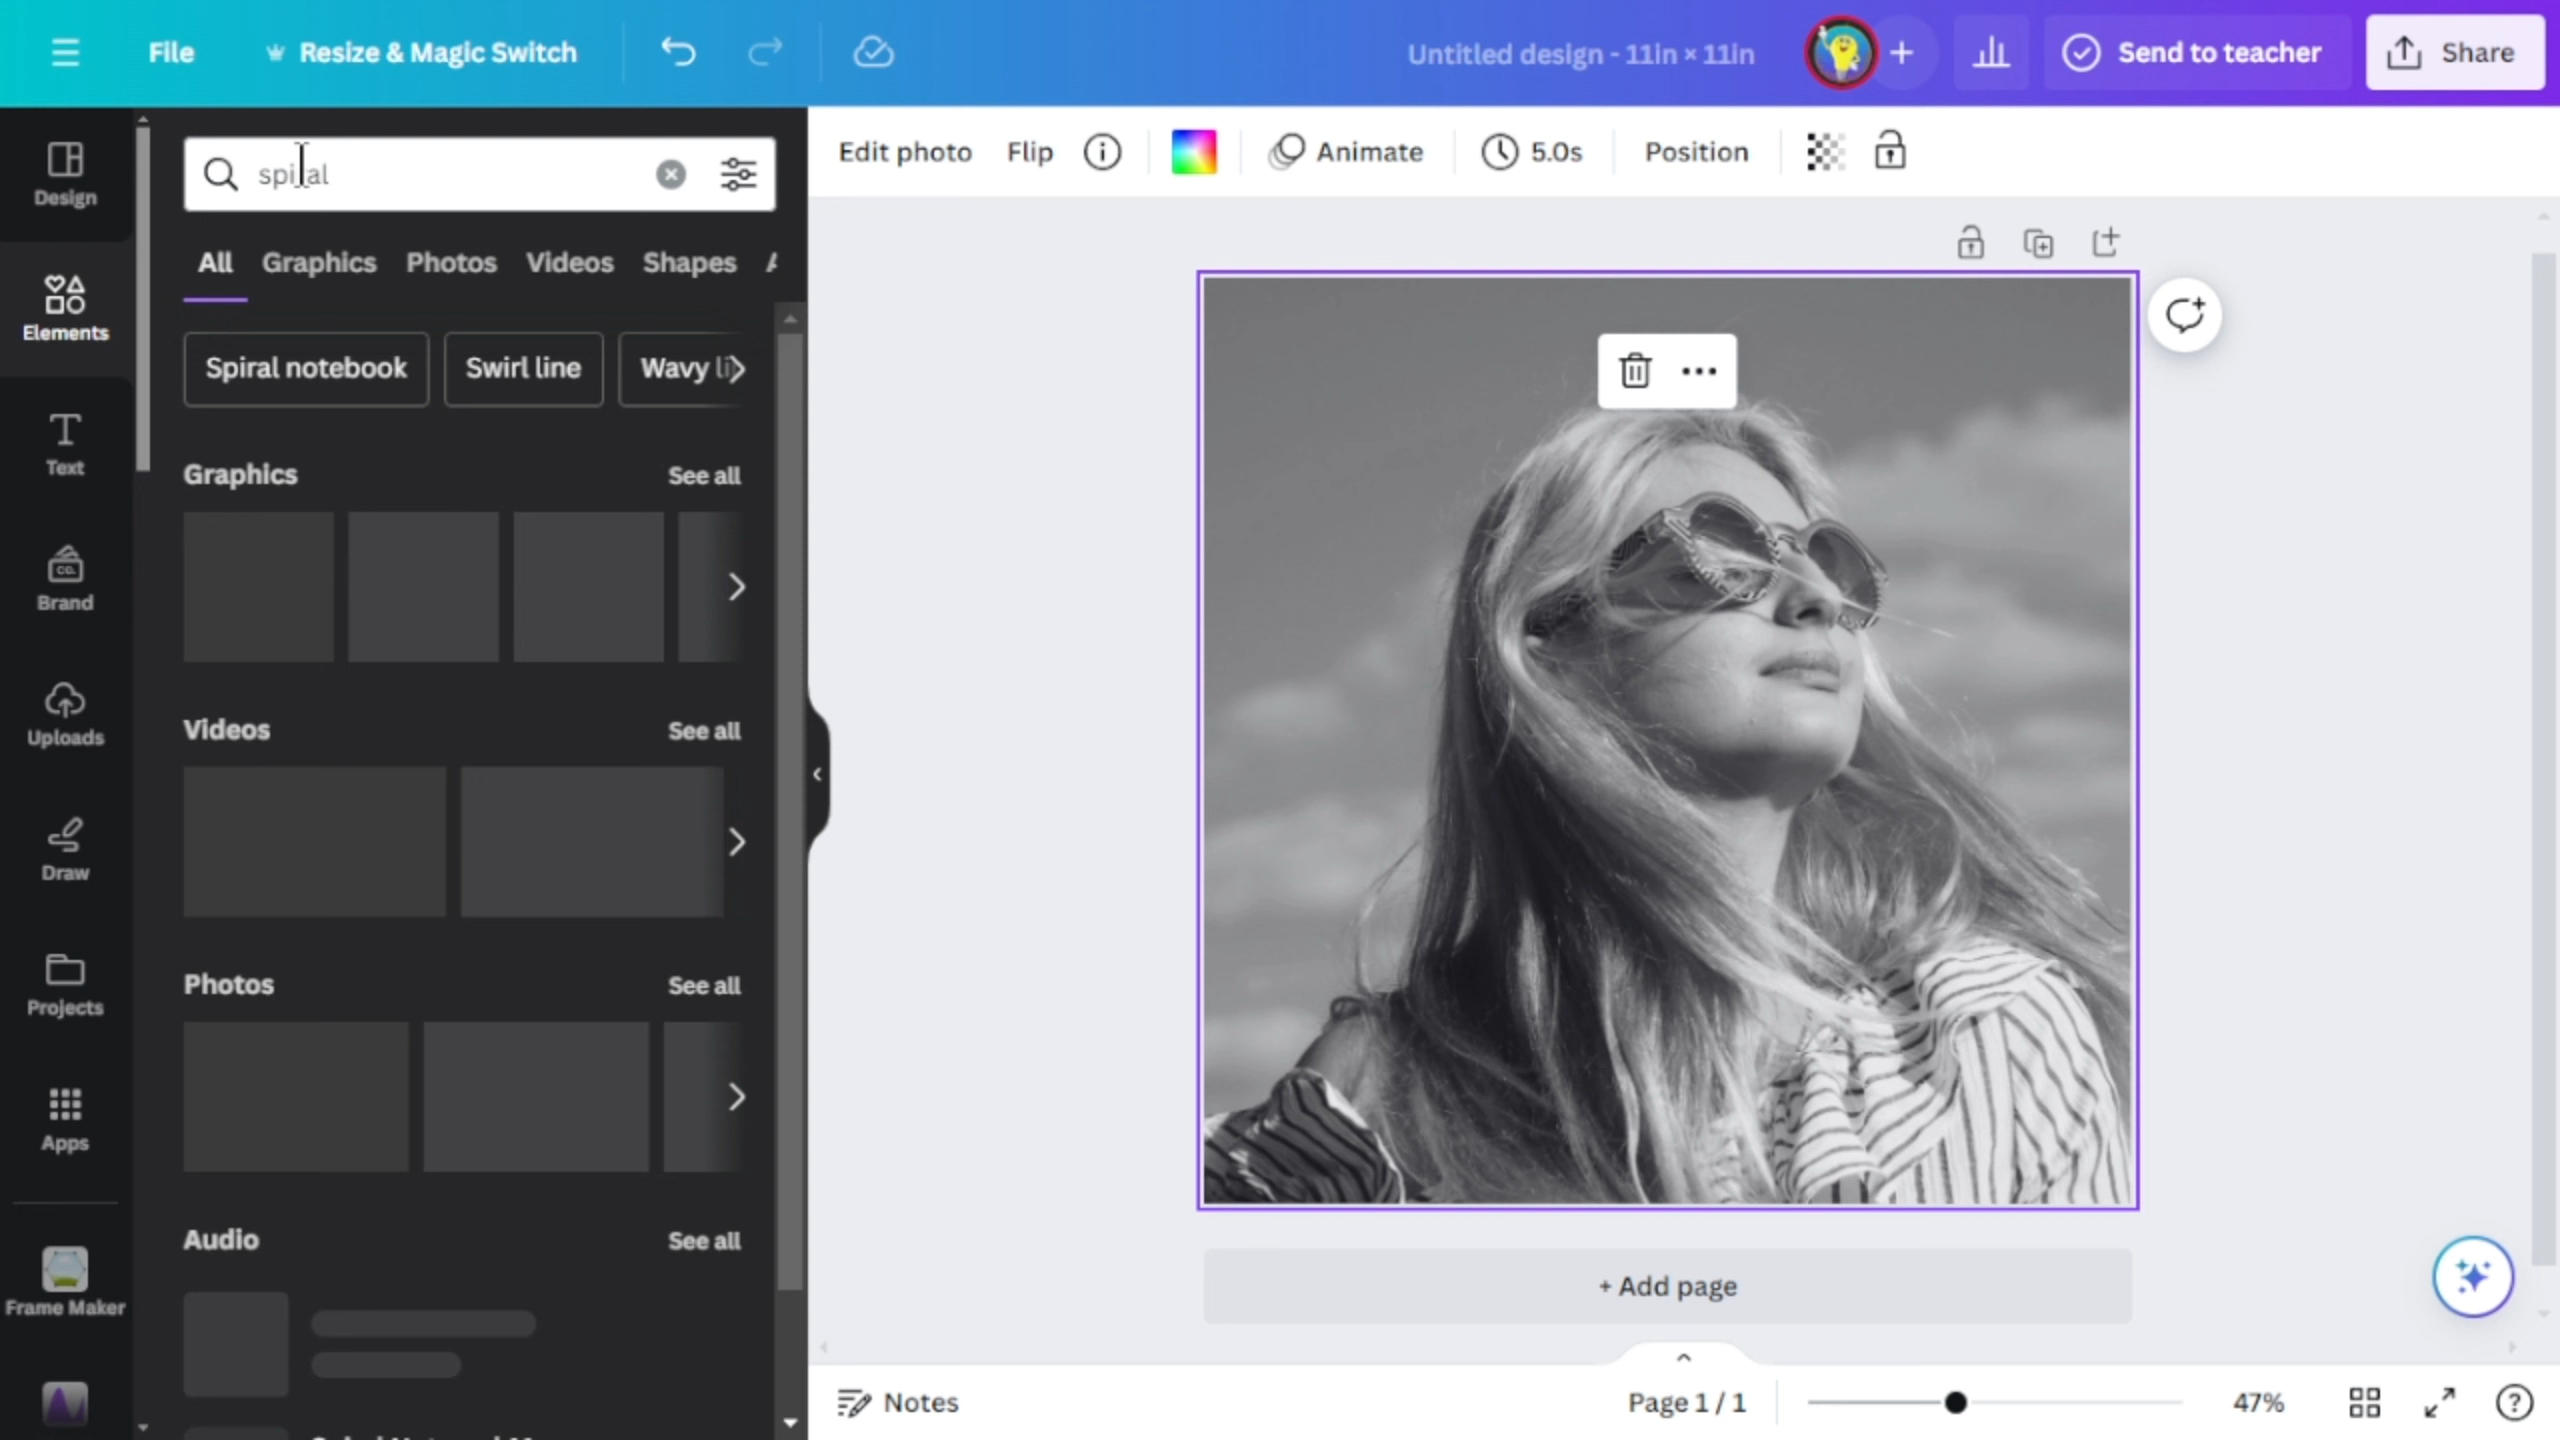 File
Resize & Magic Switch
Untitled design - 11in × 11in
Send to teacher
Share
Design
Elements
Text
Brand
CO.
Uploads
Draw
Projects
Apps
Frame Maker
spiral
All Graphics Photos Videos Shapes
Spiral notebook
Swirl line
Wavy li
Graphics See all
Videos See all
Photos See all
Audio See all
Edit photo Flip Animate 5.0s Position
+ Add page
Notes
Page 1 / 1
47%